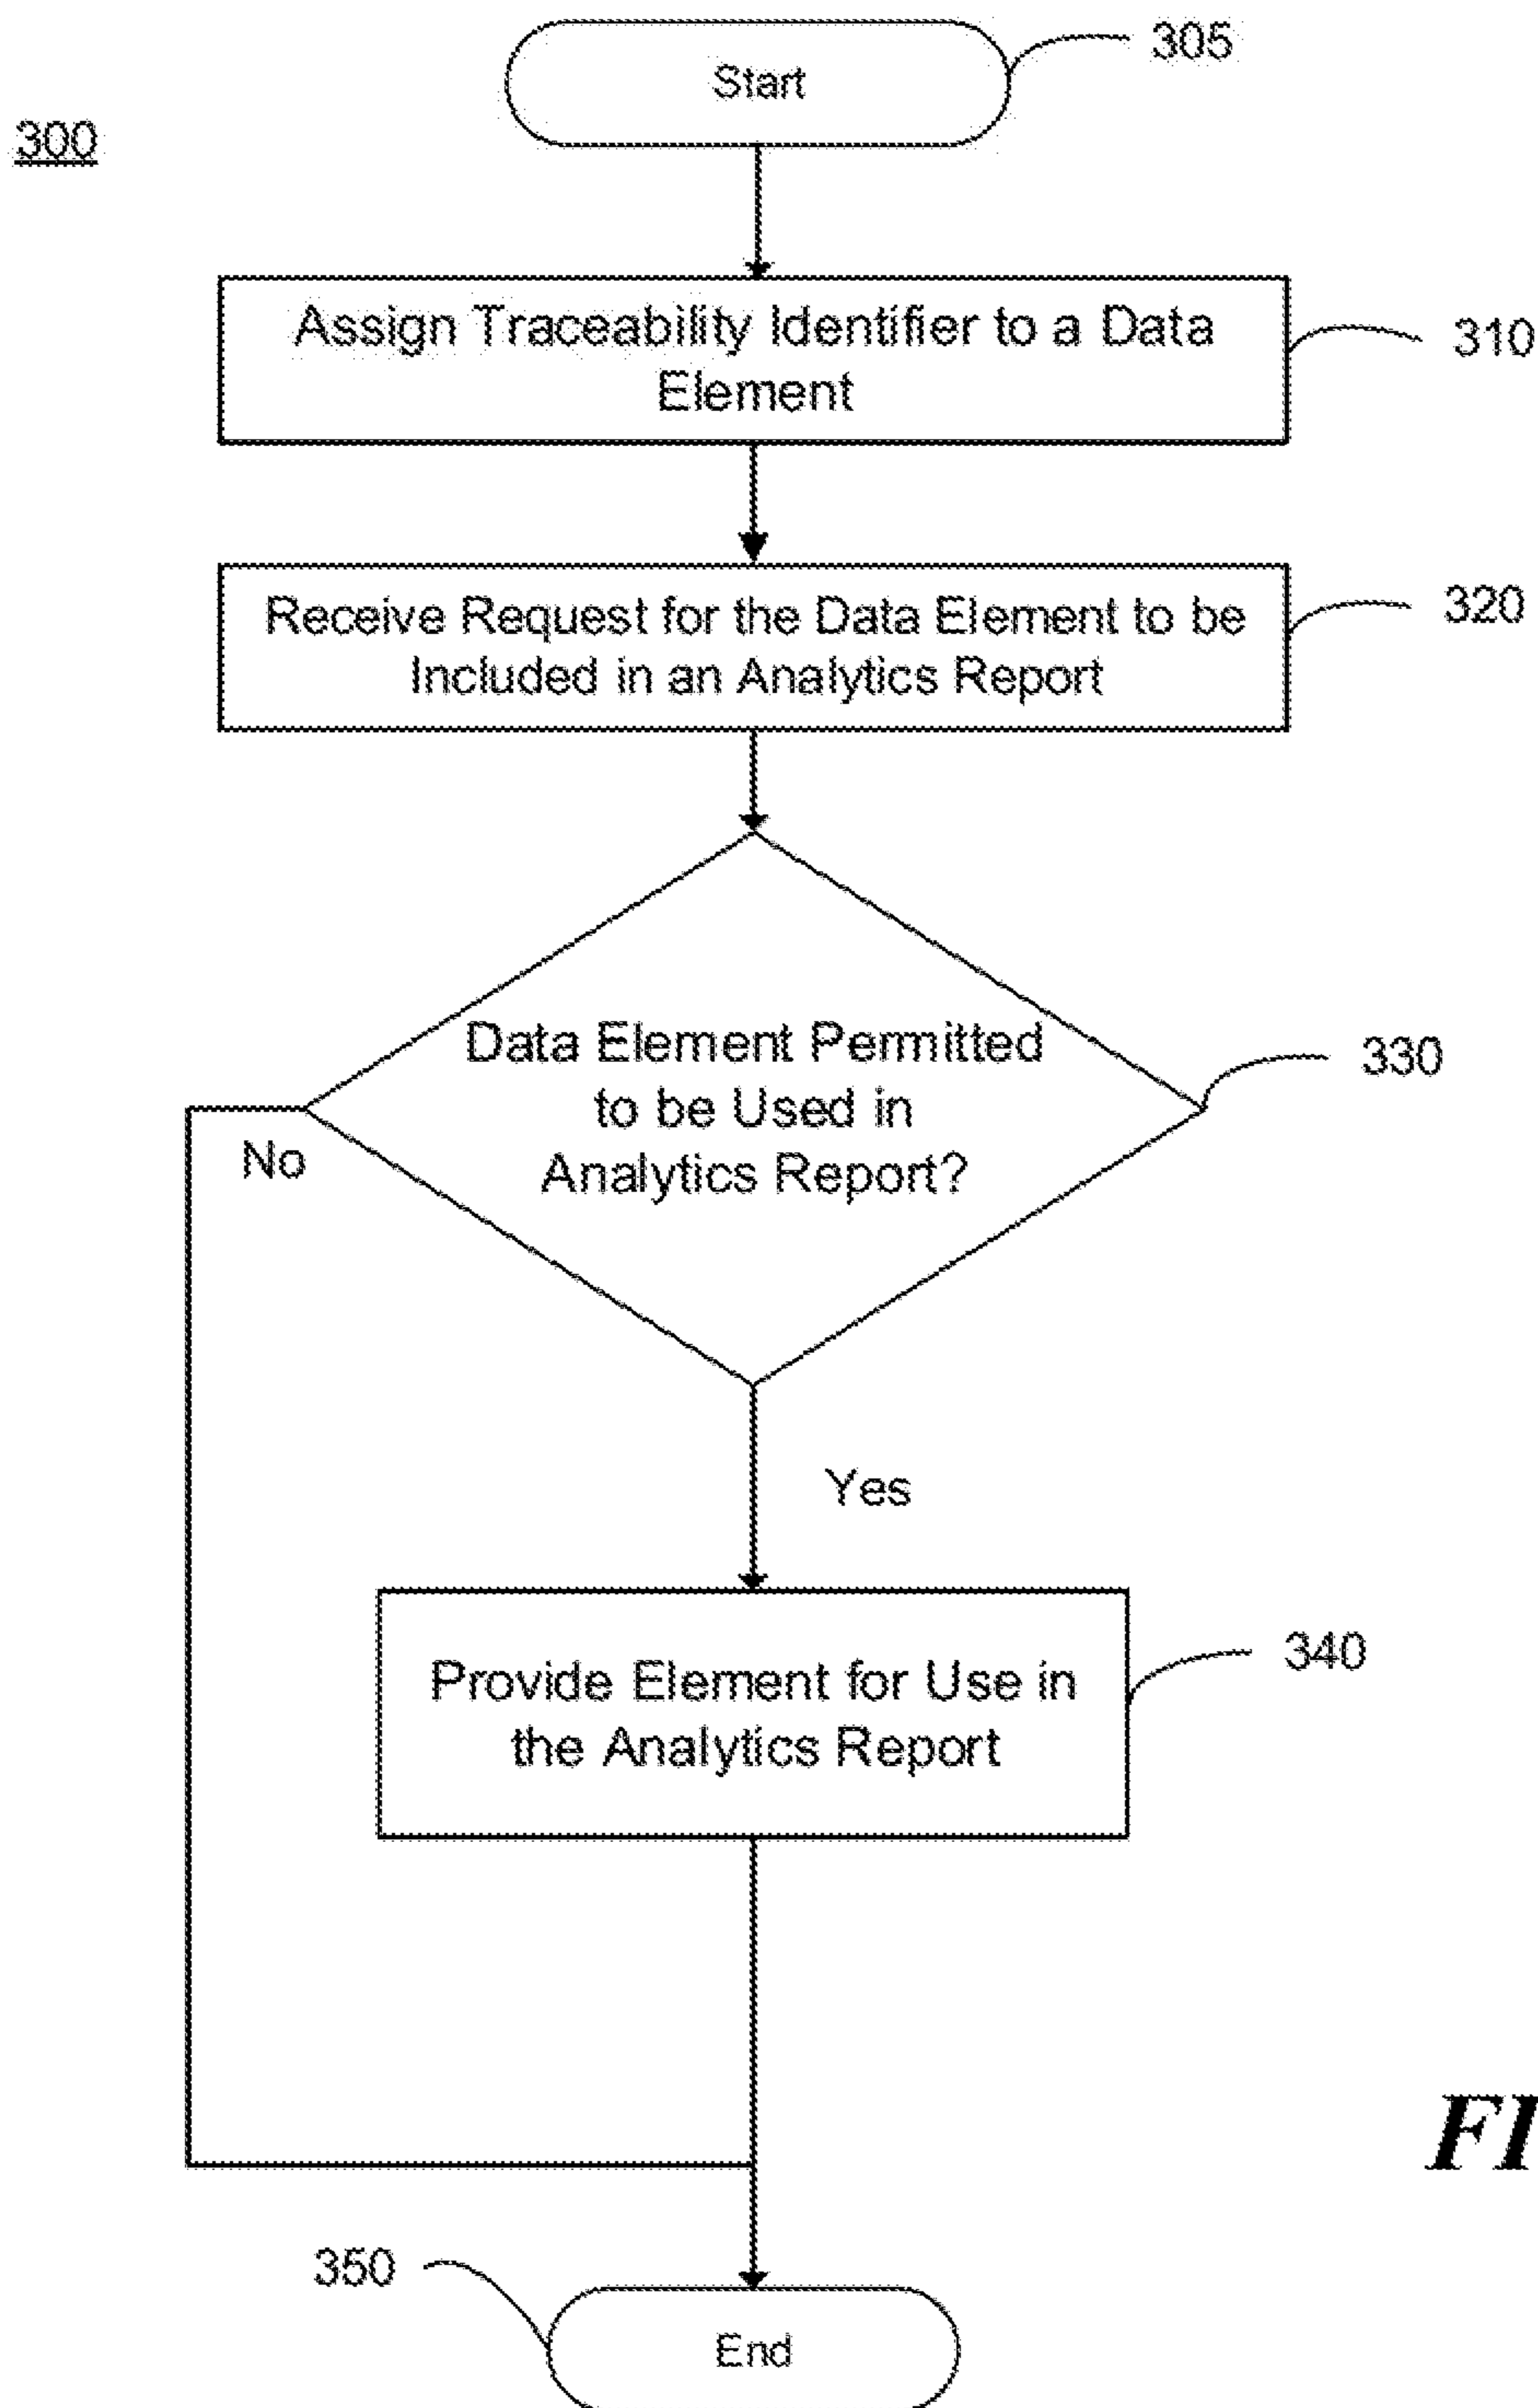 305
Start
300
Assign Traceability Identifier to a Data
Element
310
Receive Request for the Data Element to be
Included in an Analytics Report
320
Data Element Permitted
to be Used in
Analytics Report?
330
No
Yes
Provide Element for Use in
the Analytics Report
340
FI
350
End